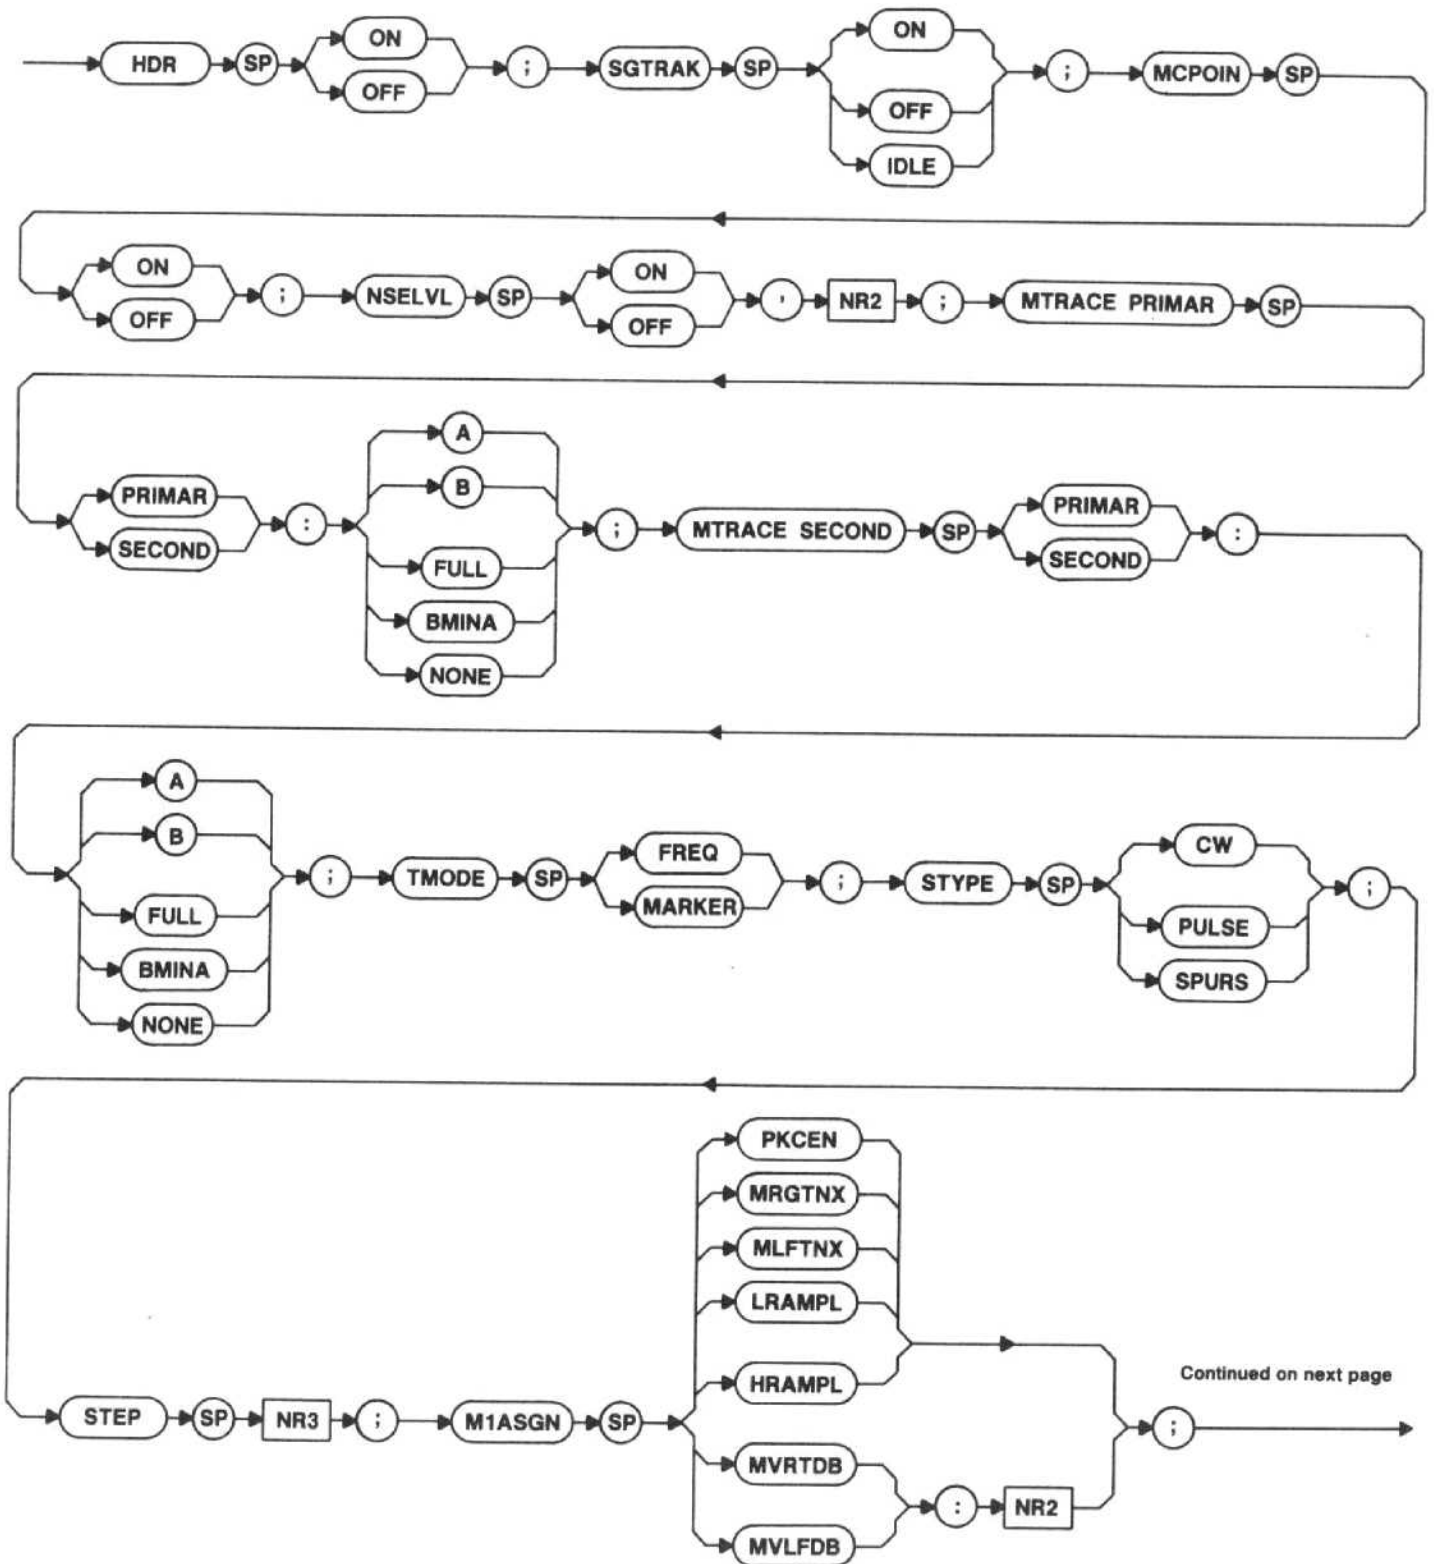 HDR SP ON OFF ; SGTRAK SP ON OFF IDLE ; MCPOIN SP
ON OFF ; NSELVL SP ON OFF , NR2 ; MTRACE PRIMAR SP
PRIMAR SECOND : A B FULL BMINA NONE ; MTRACE SECOND SP PRIMAR SECOND :
A B FULL BMINA NONE ; TMODE SP FREQ MARKER ; STYPE SP CW PULSE SPURS ;
STEP SP NR3 ; M1ASGN SP PKCEN MRGTNX MLFTNX LRAMPL HRAMPL MVRTDB MVLFDB : NR2 ;
Continued on next page